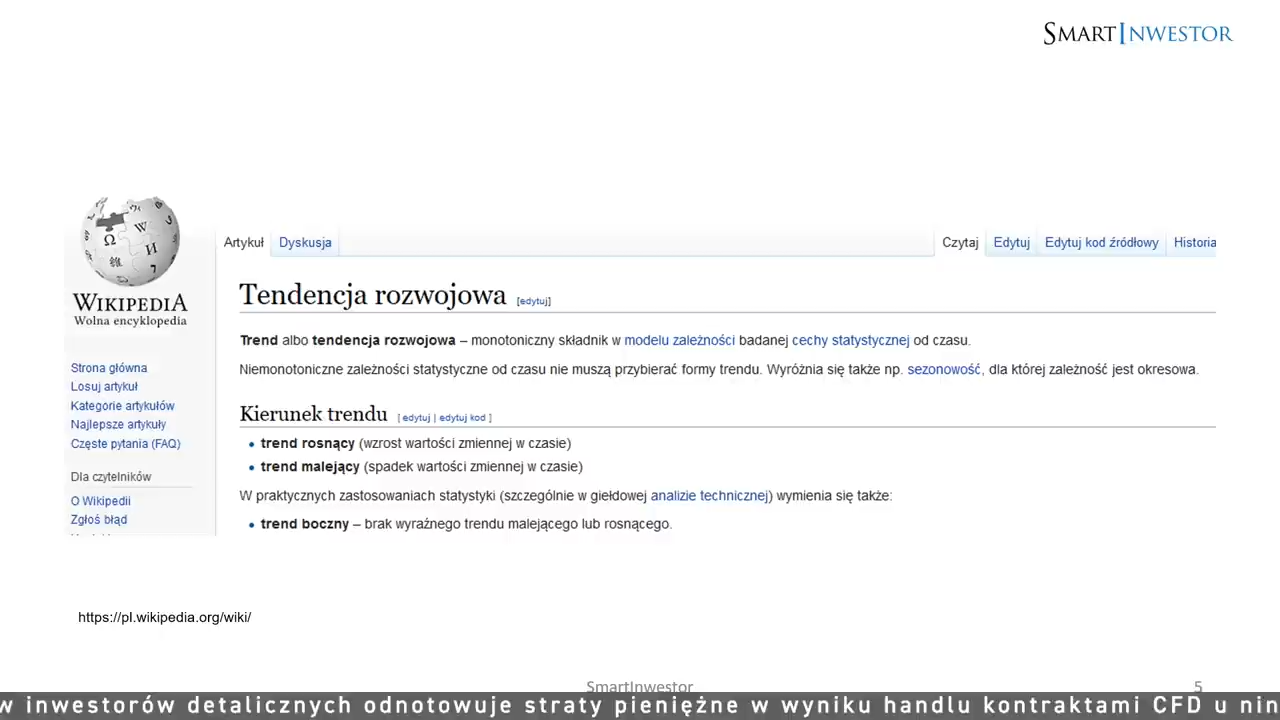 SMARTINWESTOR
Artykuł Dyskusja Czytaj Edytuj Edytuj kod źródłowy Historia
WIKIPEDIA
Wolna encyklopedia
Strona główna
Losuj artykuł
Kategorie artykułów
Najlepsze artykuły
Częste pytania (FAQ)
Dla czytelników
O Wikipedii
Zgłoś błąd
Tendencja rozwojowa [edytuj]
Trend albo tendencja rozwojowa – monotoniczny składnik w modelu zależności badanej cechy statystycznej od czasu.
Niemonotoniczne zależności statystyczne od czasu nie muszą przybierać formy trendu. Wyróżnia się także np. sezonowość, dla której zależność jest okresowa.
Kierunek trendu [ edytuj | edytuj kod ]
• trend rosnący (wzrost wartości zmiennej w czasie)
• trend malejący (spadek wartości zmiennej w czasie)
W praktycznych zastosowaniach statystyki (szczególnie w giełdowej analizie technicznej) wymienia się także:
• trend boczny – brak wyraźnego trendu malejącego lub rosnącego.
https://pl.wikipedia.org/wiki/
SmartInwestor 5
w inwestorów detalicznych odnotowuje straty pieniężne w wyniku handlu kontraktami CFD u nin